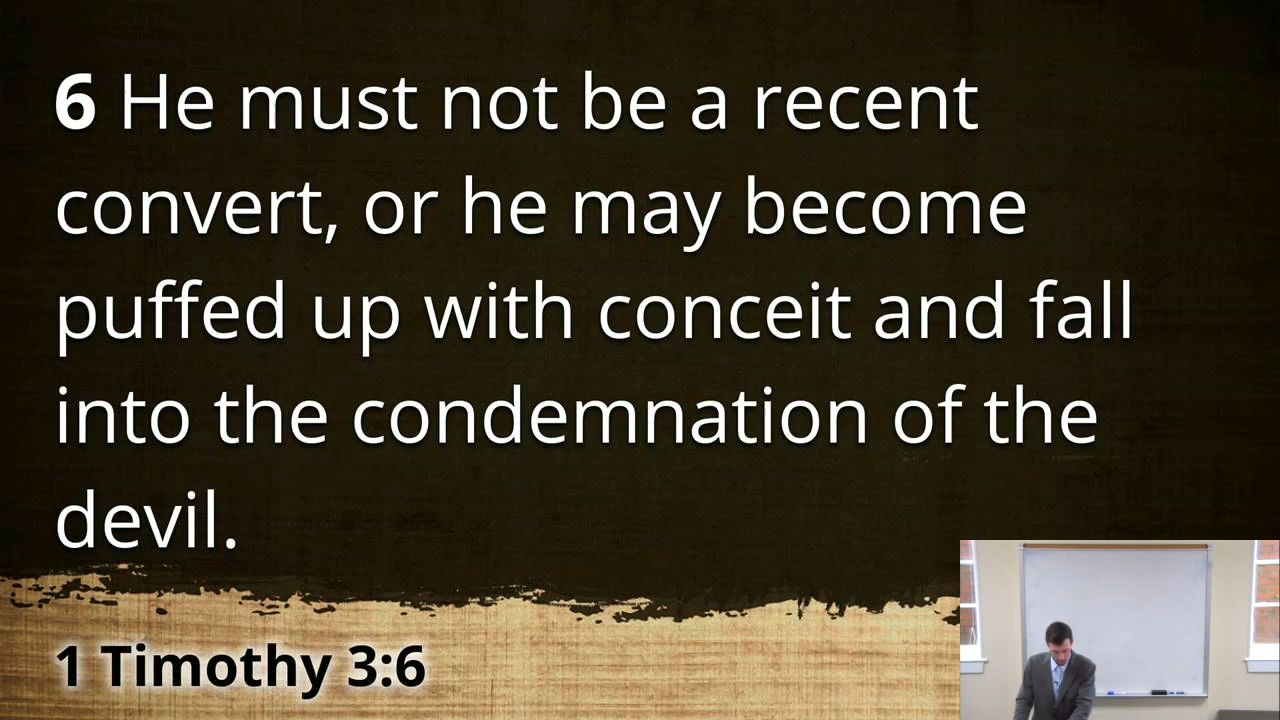 6 He must not be a recent
convert, or he may become
puffed up with conceit and fall
into the condemnation of the
devil.
1 Timothy 3:6